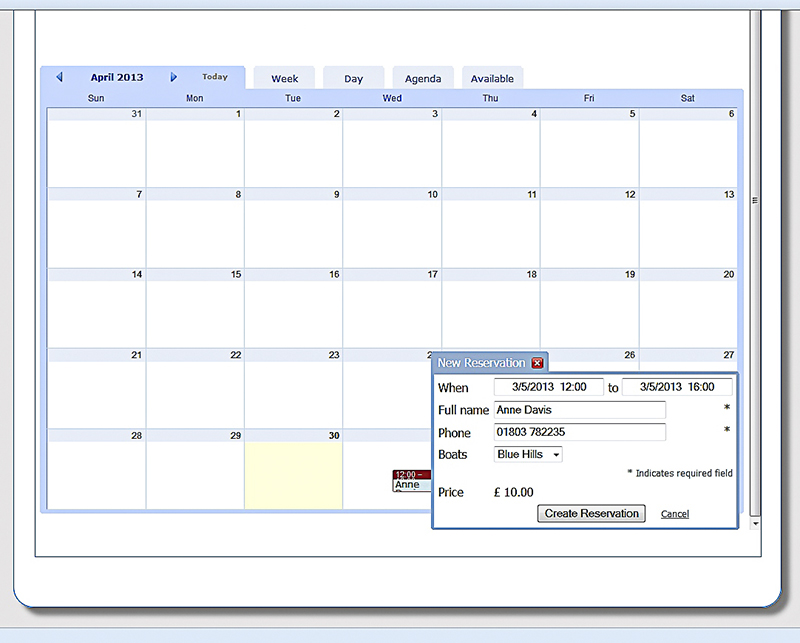 April 2013 Today Week Day Agenda Available
Sun Mon Tue Wed Thu Fri Sat
31 1 2 3 4 5 6
7 8 9 10 11 12 13
14 15 16 17 18 19 20
21 22 23 2 26 27
28 29 30
12:00 –
Anne
New Reservation
When 3/5/2013 12:00 to 3/5/2013 16:00
Full name Anne Davis *
Phone 01803 782235 *
Boats Blue Hills
* Indicates required field
Price £ 10.00
Create Reservation Cancel